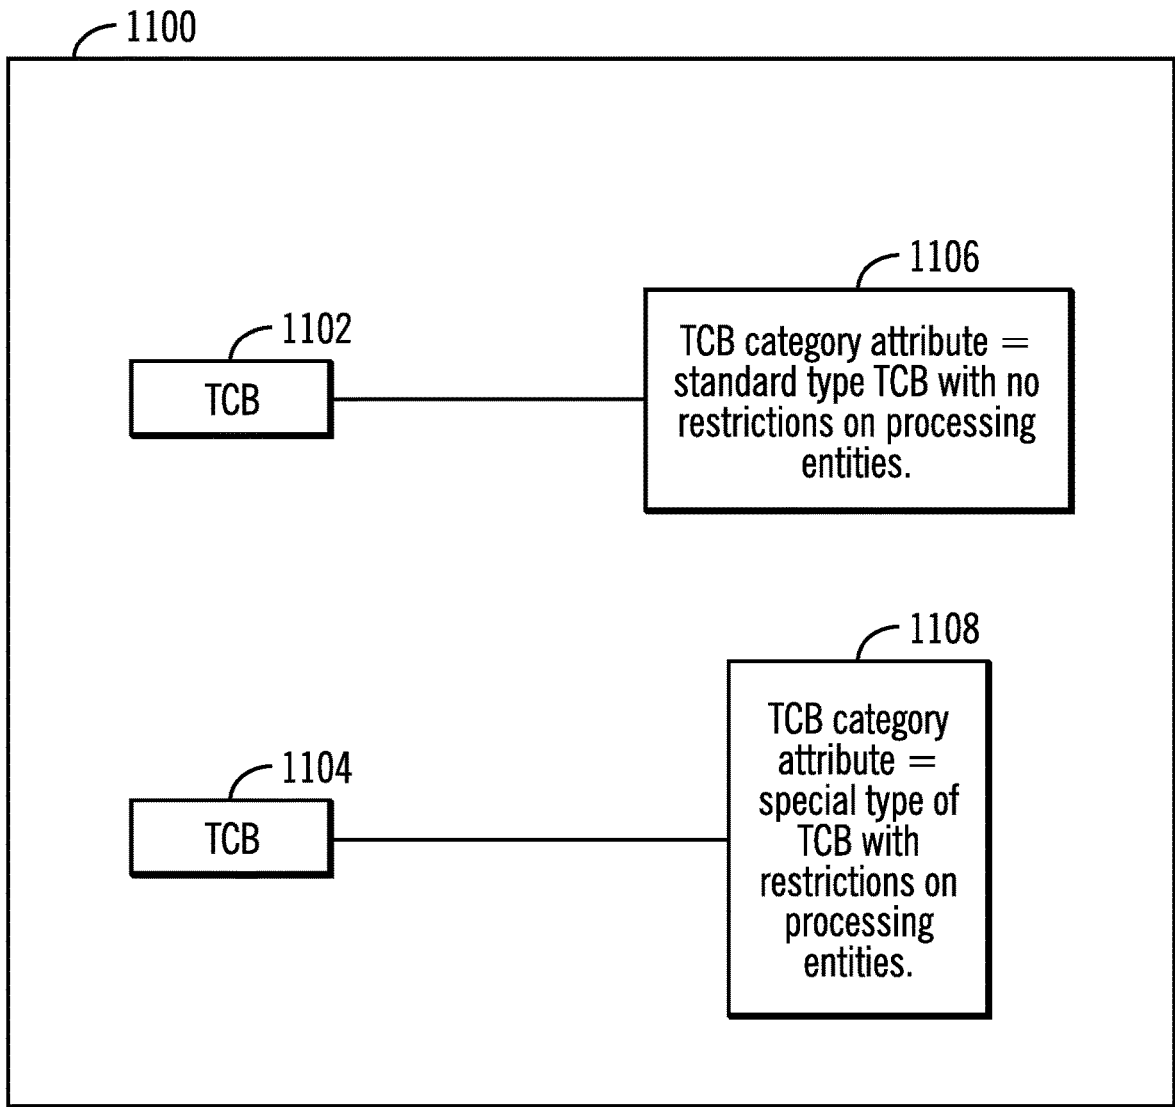 1100
1106
TCB category attribute =
standard type TCB with no
restrictions on processing
entities.
1102
TCB
1108
TCB category
attribute =
special type of
TCB with
restrictions on
processing
entities.
1104
TCB